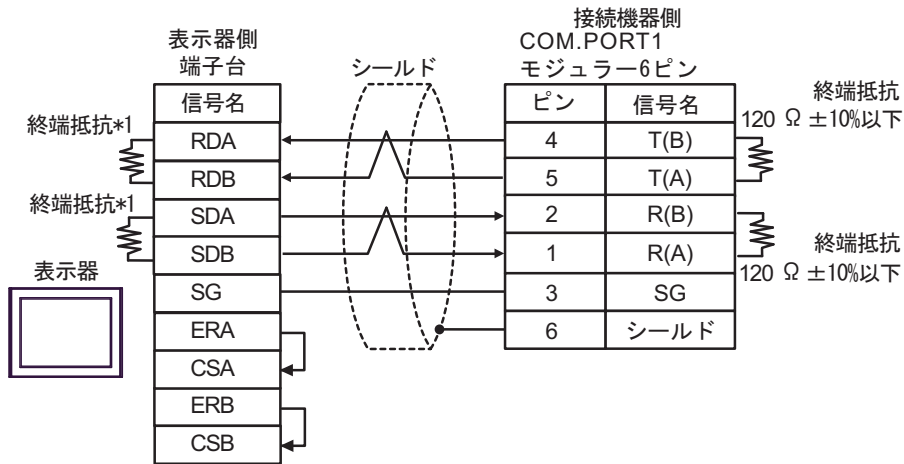 表示器側
端子台
シールド
接続機器側
COM.PORT1
モジュラー6ピン
信号名
ピン 信号名
終端抵抗
120 Ω ±10%以下
終端抵抗*1
RDA
4 T(B)
RDB
5 T(A)
終端抵抗*1
SDA
2 R(B)
SDB
1 R(A)
終端抵抗
120 Ω ±10%以下
表示器
SG
3 SG
ERA
6 シールド
CSA
ERB
CSB